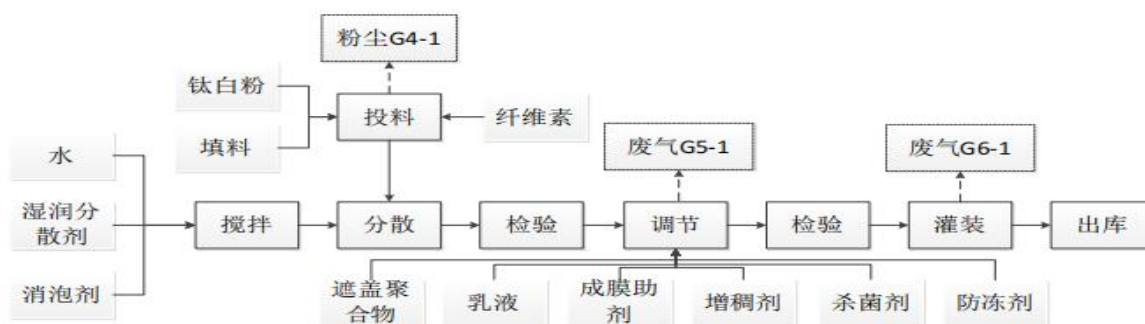 粉尘G4-1
钛白粉
投料
纤维素
填料
废气G5-1
废气G6-1
水
湿润分
散剂
搅拌
分散
检验
调节
检验
灌装
出库
消泡剂
遮盖聚
合物
乳液
成膜助
剂
增稠剂
杀菌剂
防冻剂